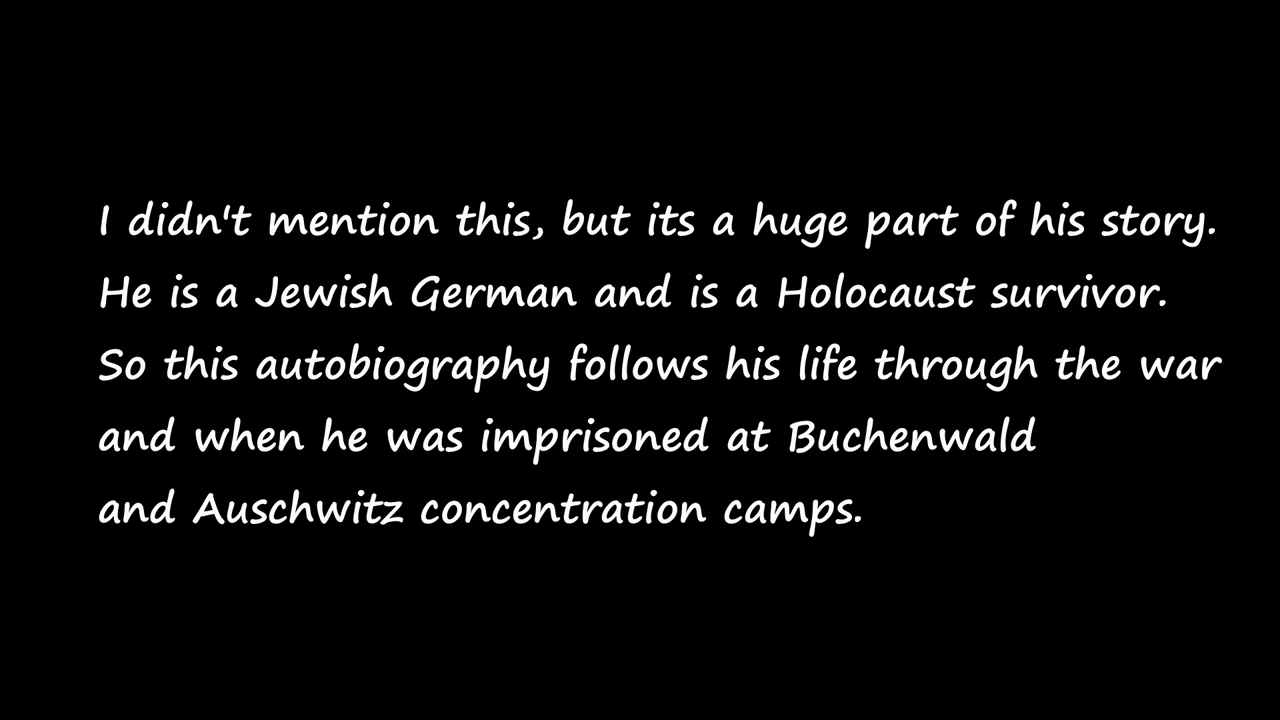 I didn't mention this, but its a huge part of his story.
He is a Jewish German and is a Holocaust survivor.
So this autobiography follows his life through the war
and when he was imprisoned at Buchenwald
and Auschwitz concentration camps.